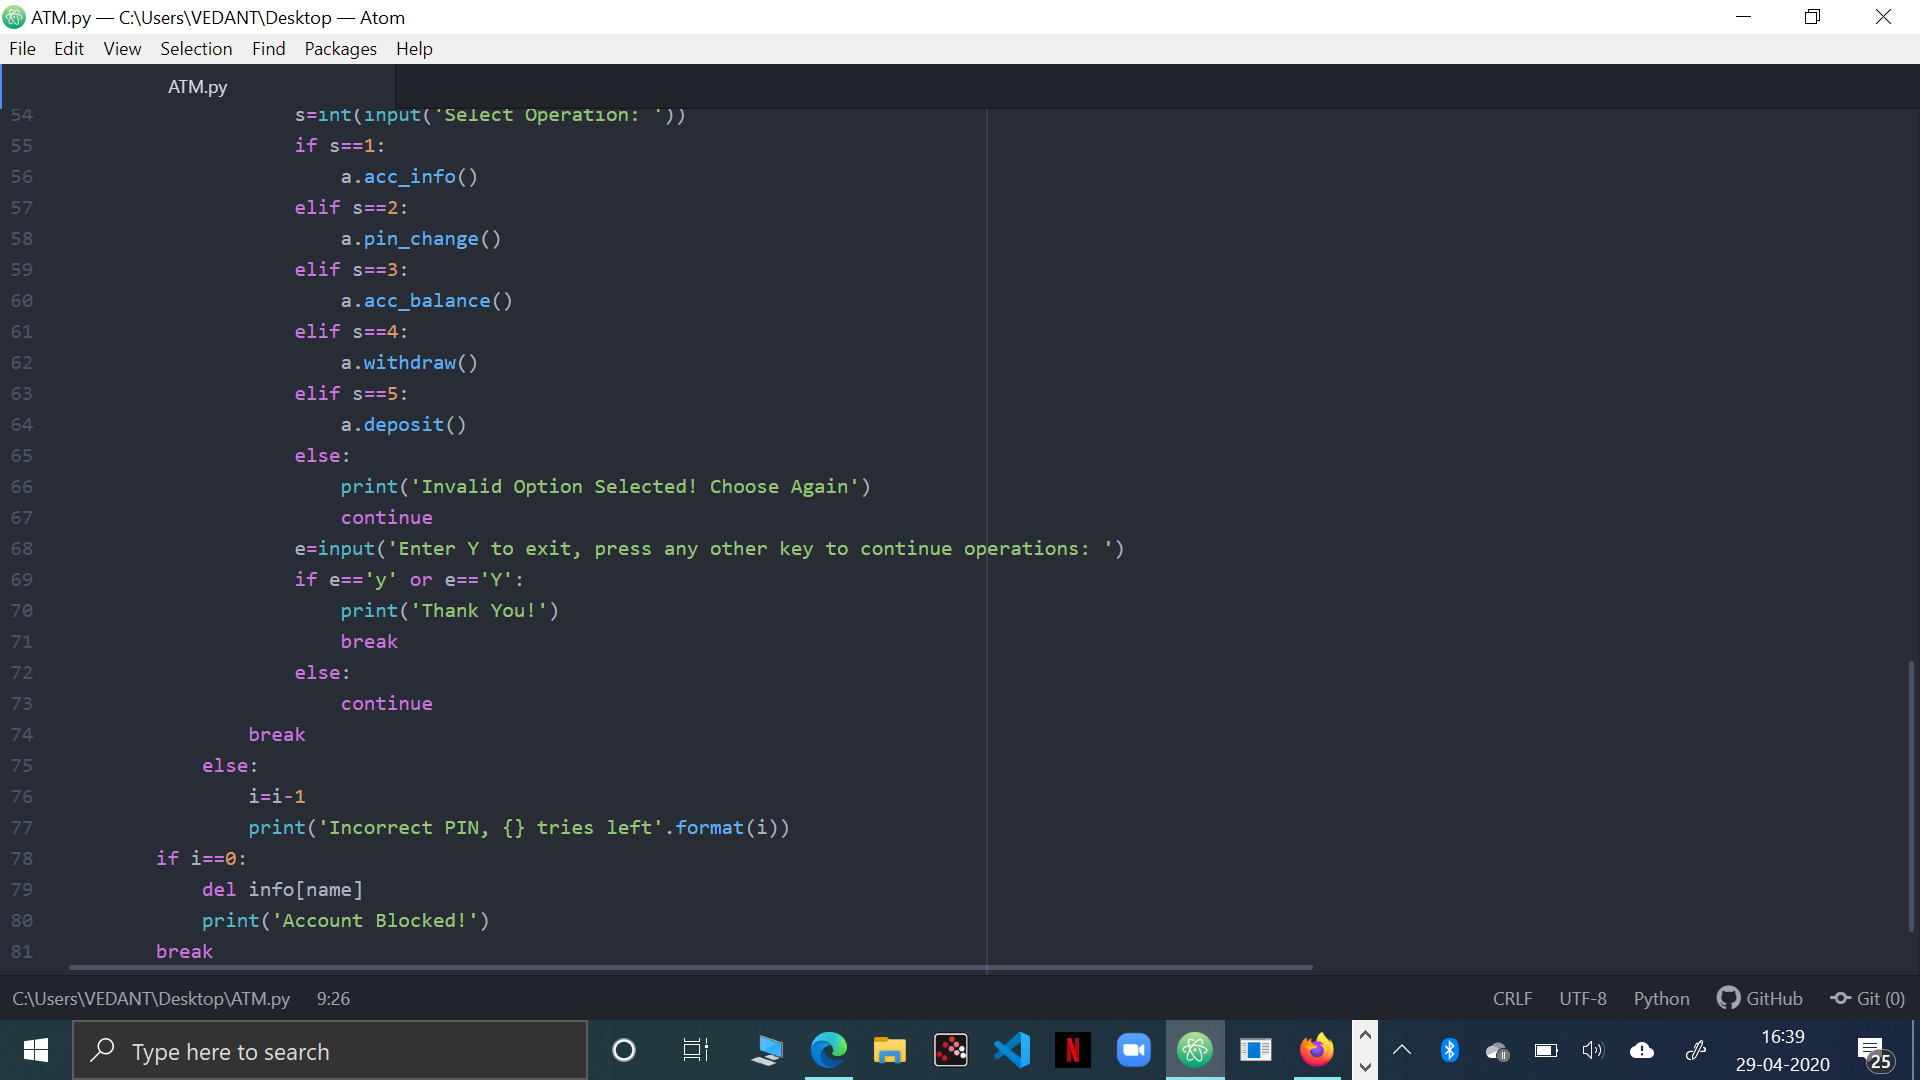 ATM.py — C:\Users\VEDANT\Desktop — Atom
File Edit View Selection Find Packages Help
ATM.py
54 s=int(input('Select Operation: '))
55 if s==1:
56 a.acc_info()
57 elif s==2:
58 a.pin_change()
59 elif s==3:
60 a.acc_balance()
61 elif s==4:
62 a.withdraw()
63 elif s==5:
64 a.deposit()
65 else:
66 print('Invalid Option Selected! Choose Again')
67 continue
68 e=input('Enter Y to exit, press any other key to continue operations: ')
69 if e=='y' or e=='Y':
70 print('Thank You!')
71 break
72 else:
73 continue
74 break
75 else:
76 i=i-1
77 print('Incorrect PIN, {} tries left'.format(i))
78 if i==0:
79 del info[name]
80 print('Account Blocked!')
81 break
C:\Users\VEDANT\Desktop\ATM.py 9:26 CRLF UTF-8 Python GitHub Git (0)
Type here to search
N
16:39
29-04-2020
25